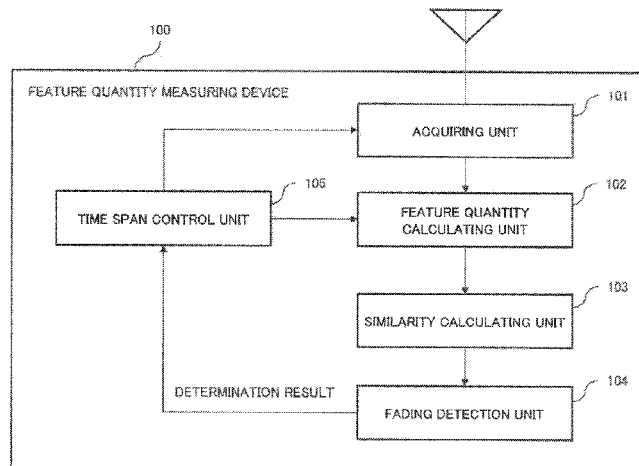 100
FEATURE QUANTITY MEASURING DEVICE
101
ACQUIRING UNIT
105
TIME SPAN CONTROL UNIT
102
FEATURE QUANTITY
CALCULATING UNIT
103
SIMILARITY CALCULATING UNIT
DETERMINATION RESULT
104
FADING DETECTION UNIT